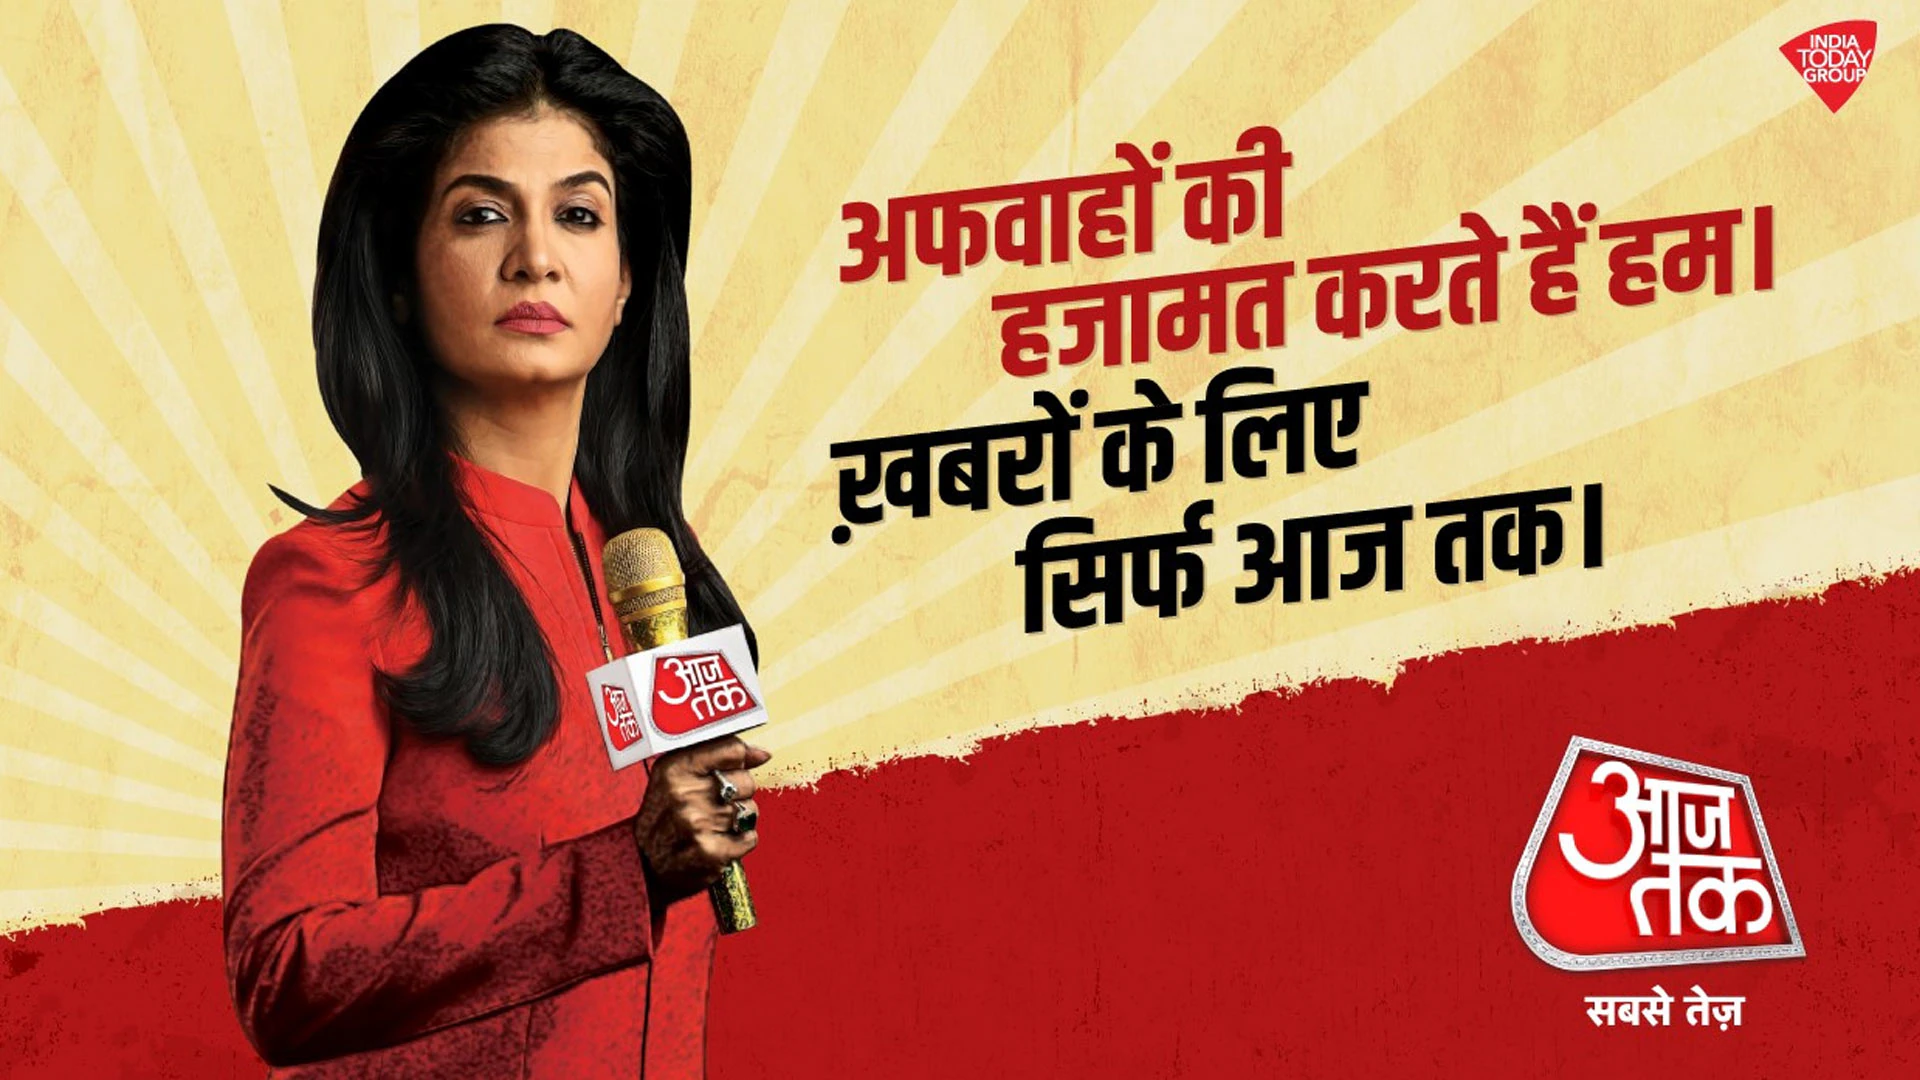 INDIA
TODAY
GROUP
अफवाहों की
हजामत करते हैं हम।
ख़बरों के लिए
सिर्फ आज तक।
आज
तक
आज
तक
आज
तक
सबसे तेज़